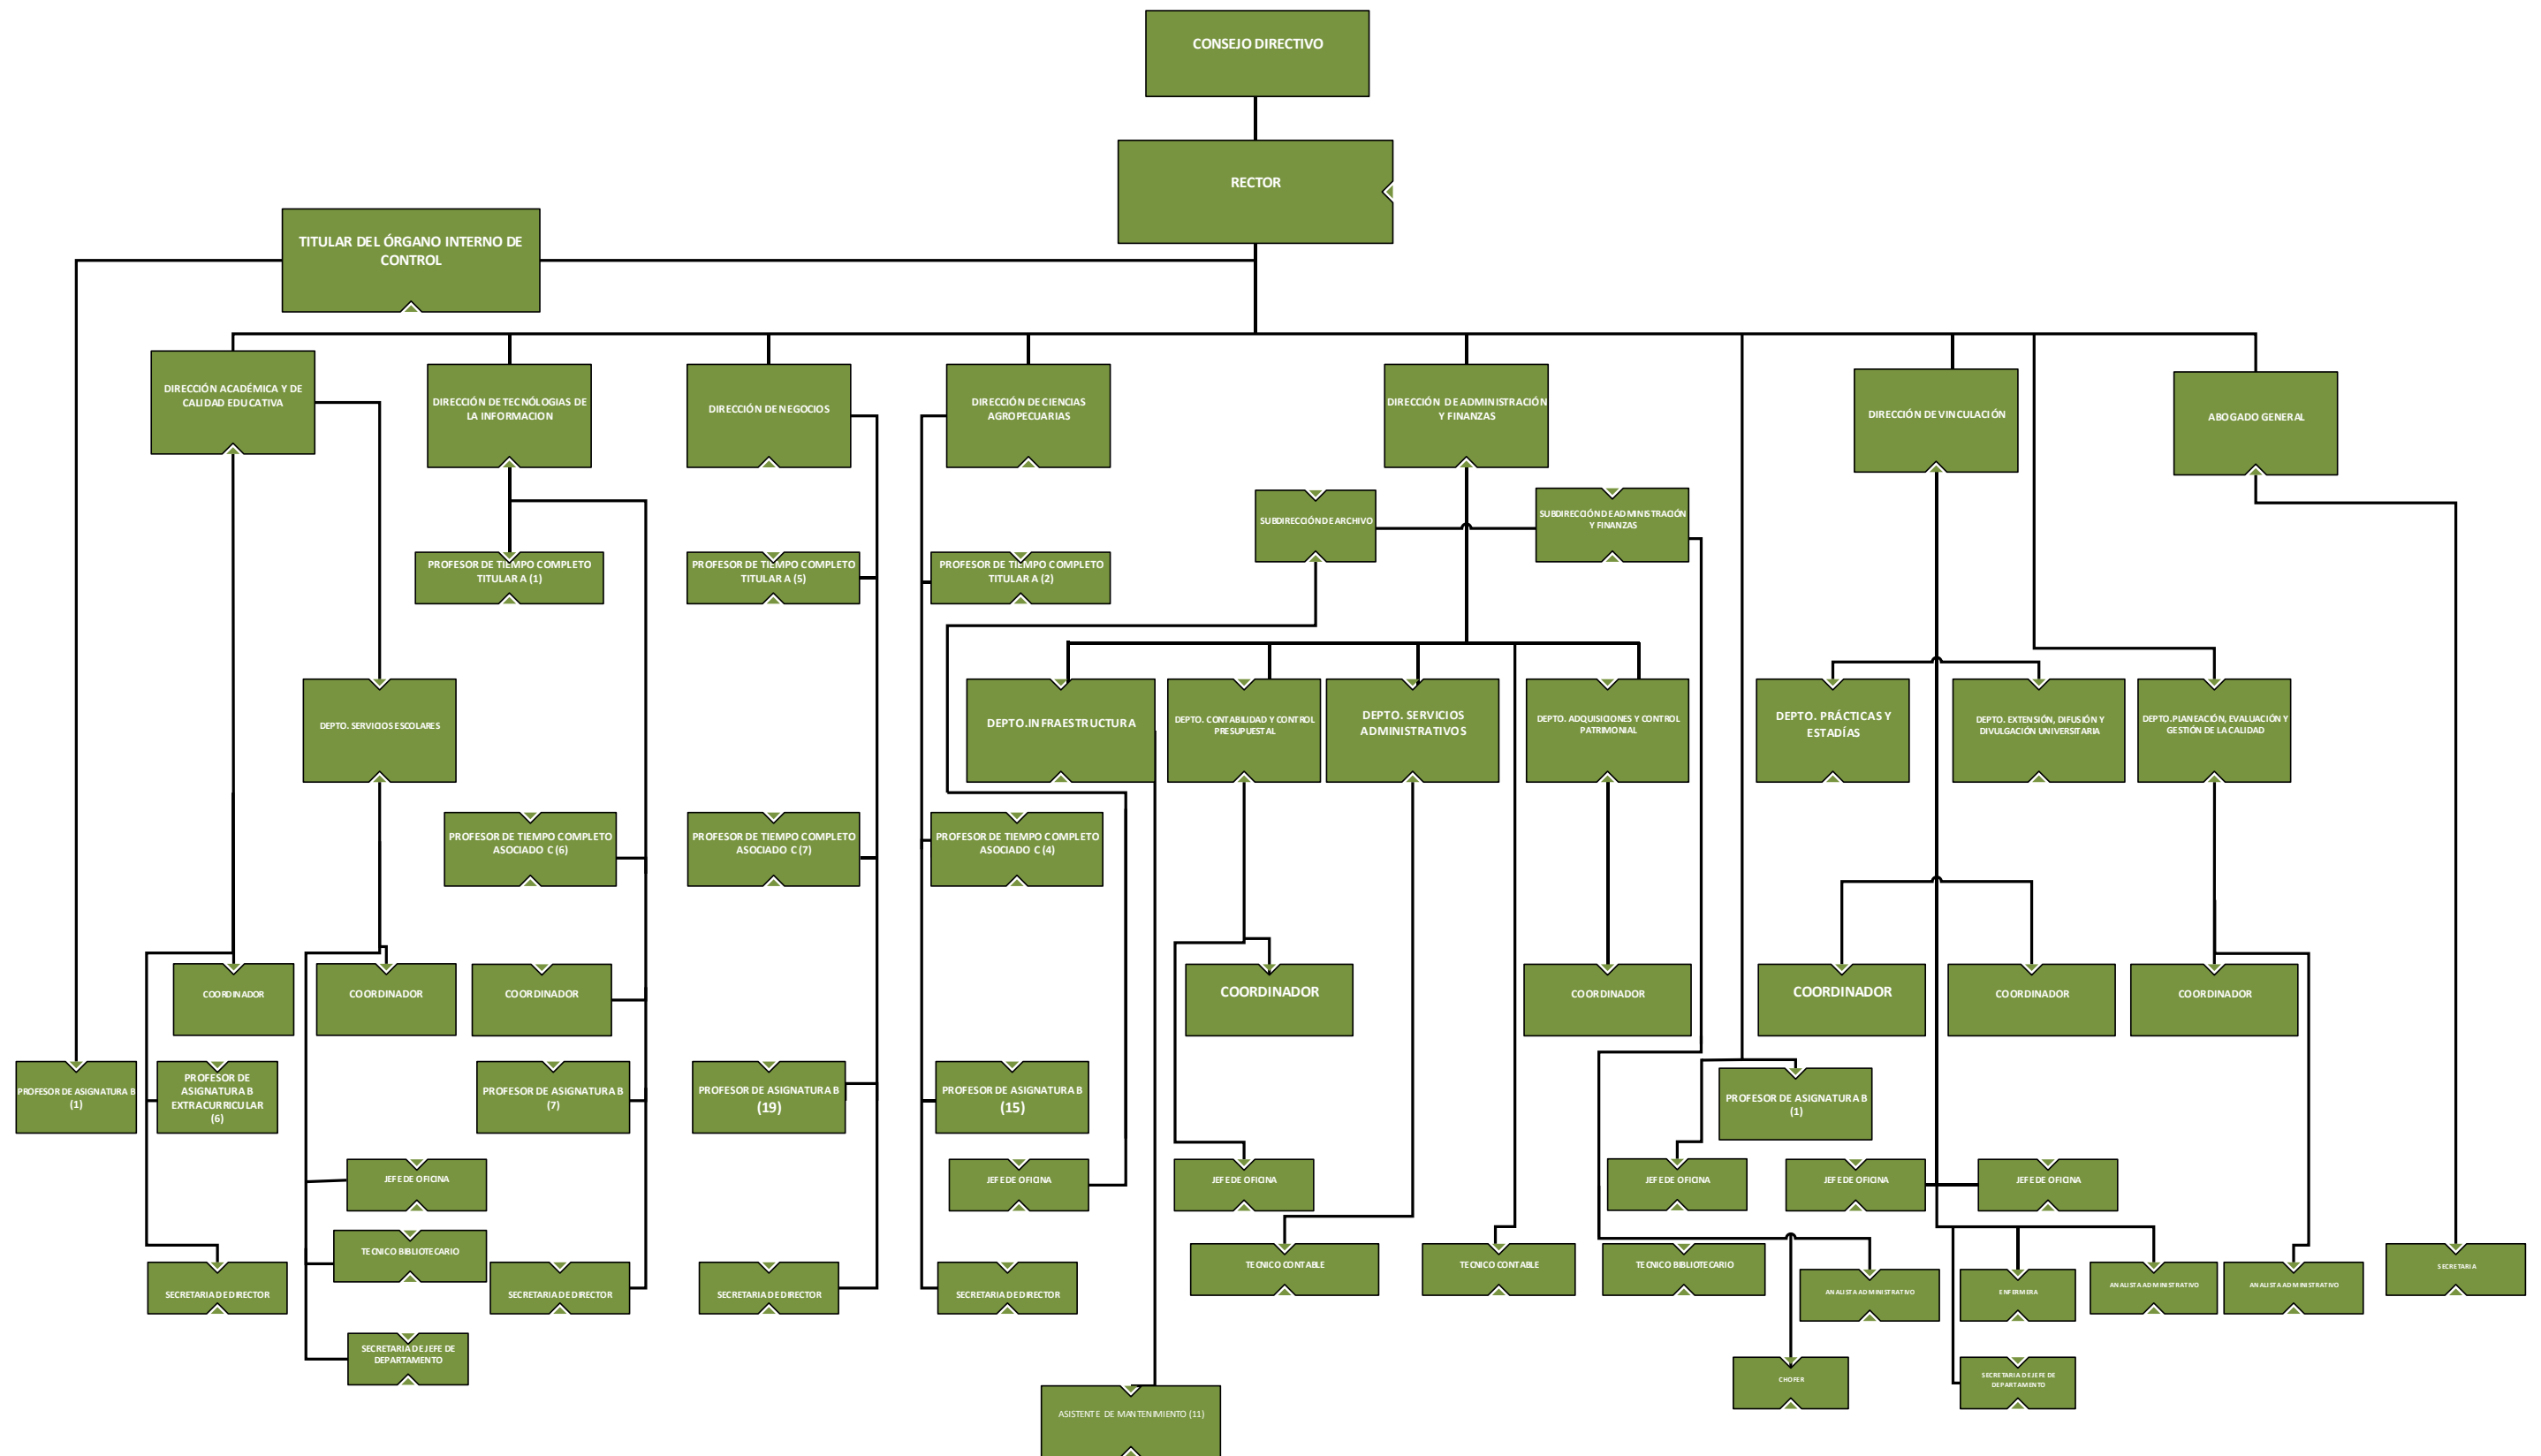 CONSEJO DIRECTIVO
RECTOR
TITULAR DEL ÓRGANO INTERNO DE
CONTROL
DIRECCIÓN ACADÉMICA Y DE
CALIDAD EDUCATIVA
DIRECCIÓN DE TECNÓLOGIAS DE
LA INFORMACION
DIRECCIÓN DE NEGOCIOS
DIRECCIÓN DE CIENCIAS
AGROPECUARIAS
DIRECCIÓN DE ADMINISTRACIÓN
Y FINANZAS
DIRECCIÓN DE VINCULACIÓN
ABOGADO GENERAL
SUBDIRECCIÓN DE ARCHIVO
SUBDIRECCIÓN DE ADMINISTRACIÓN
Y FINANZAS
PROFESOR DE TIEMPO COMPLETO
TITULAR A (1)
PROFESOR DE TIEMPO COMPLETO
TITULAR A (5)
PROFESOR DE TIEMPO COMPLETO
TITULAR A (2)
DEPTO. SERVICIOS ESCOLARES
DEPTO.INFRAESTRUCTURA
DEPTO. CONTABILIDAD Y CONTROL
PRESUPUESTAL
DEPTO. SERVICIOS
ADMINISTRATIVOS
DEPTO. ADQUISICIONES Y CONTROL
PATRIMONIAL
DEPTO. PRÁCTICAS Y
ESTADÍAS
DEPTO. EXTENSIÓN, DIFUSIÓN Y
DIVULGACIÓN UNIVERSITARIA
DEPTO.PLANEACIÓN, EVALUACIÓN Y
GESTIÓN DE LA CALIDAD
PROFESOR DE TIEMPO COMPLETO
ASOCIADO C (6)
PROFESOR DE TIEMPO COMPLETO
ASOCIADO C (7)
PROFESOR DE TIEMPO COMPLETO
ASOCIADO C (4)
COORDINADOR
COORDINADOR
COORDINADOR
COORDINADOR
COORDINADOR
COORDINADOR
COORDINADOR
COORDINADOR
PROFESOR DE ASIGNATURA B
(1)
PROFESOR DE
ASIGNATURA B
EXTRACURRICULAR
(6)
PROFESOR DE ASIGNATURA B
(7)
PROFESOR DE ASIGNATURA B
(19)
PROFESOR DE ASIGNATURA B
(15)
PROFESOR DE ASIGNATURA B
(1)
JEFE DE OFICINA
JEFE DE OFICINA
JEFE DE OFICINA
JEFE DE OFICINA
JEFE DE OFICINA
JEFE DE OFICINA
TECNICO BIBLIOTECARIO
TECNICO CONTABLE
TECNICO CONTABLE
TECNICO BIBLIOTECARIO
SECRETARIA
SECRETARIA DE DIRECTOR
SECRETARIA DE DIRECTOR
SECRETARIA DE DIRECTOR
SECRETARIA DE DIRECTOR
ANALISTA ADMINISTRATIVO
ENFERMERA
ANALISTA ADMINISTRATIVO
ANALISTA ADMINISTRATIVO
SECRETARIA DE JEFE DE
DEPARTAMENTO
CHOFER
SECRETARIA DE JEFE DE
DEPARTAMENTO
ASISTENTE DE MANTENIMIENTO (11)